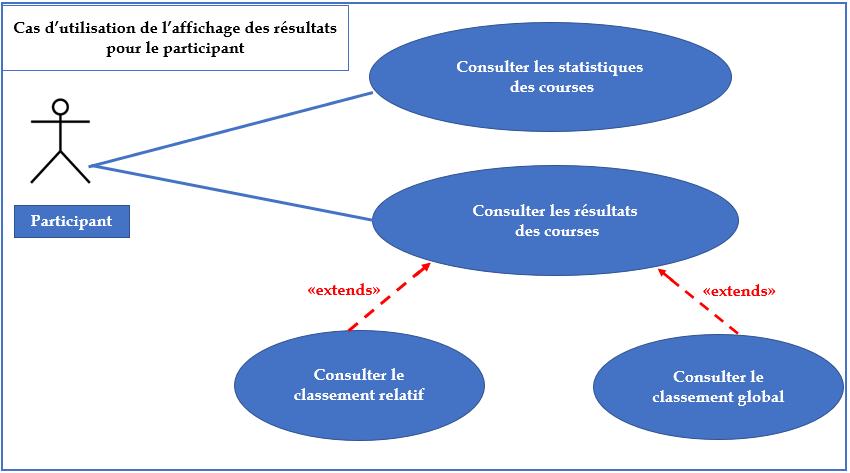 Cas d’utilisation de l’affichage des résultats
pour le participant
Consulter les statistiques
des courses
Participant
Consulter les résultats
des courses
«extends»
«extends»
Consulter le
classement relatif
Consulter le
classement global